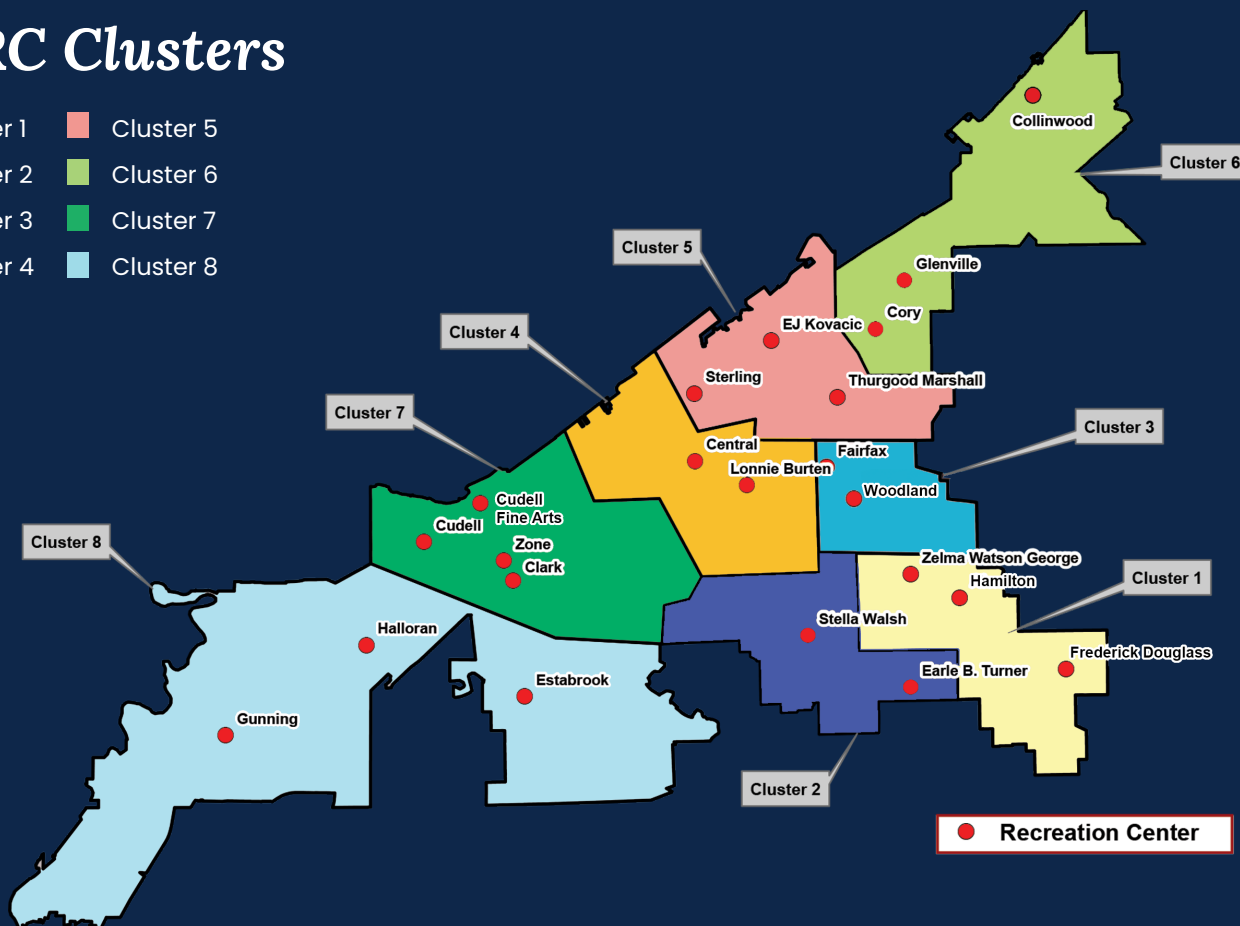 RC Clusters
er 1
Cluster 5
er 2
Cluster 6
er 3
Cluster 7
er 4
Cluster 8
Collinwood
Cluster 6
Cluster 5
Glenville
Cory
EJ Kovacic
Cluster 4
Sterling
Thurgood Marshall
Cluster 7
Cluster 3
Central
Fairfax
Lonnie Burten
Woodland
Cudell
Fine Arts
Cudell
Cluster 8
Zone
Clark
Zelma Watson George
Hamilton
Cluster 1
Stella Walsh
Halloran
Frederick Douglass
Earle B. Turner
Estabrook
Gunning
Cluster 2
Recreation Center